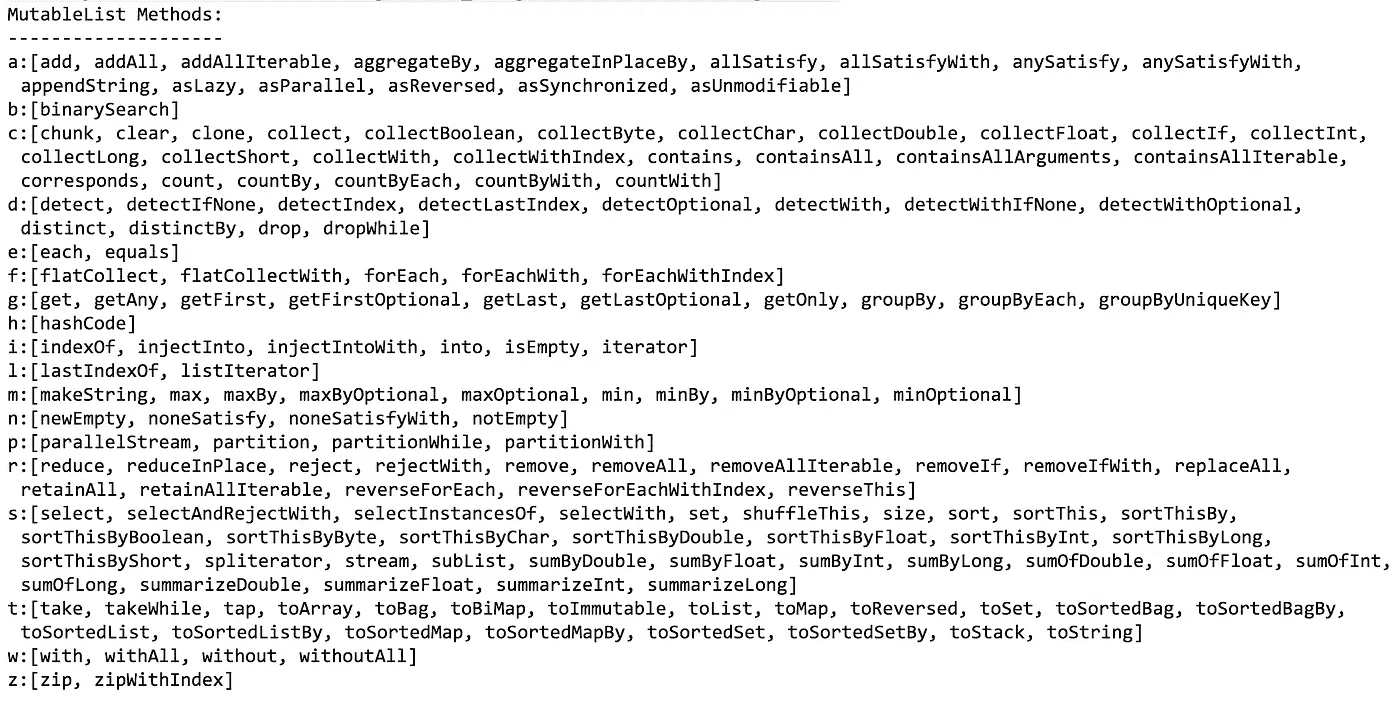 MutableList Methods:
--------------------
a:[add, addAll, addAllIterable, aggregateBy, aggregateInPlaceBy, allSatisfy, allSatisfyWith, anySatisfy, anySatisfyWith,
appendString, asLazy, asParallel, asReversed, asSynchronized, asUnmodifiable]
b:[binarySearch]
c:[chunk, clear, clone, collect, collectBoolean, collectByte, collectChar, collectDouble, collectFloat, collectIf, collectInt,
collectLong, collectShort, collectWith, collectWithIndex, contains, containsAll, containsAllArguments, containsAllIterable,
corresponds, count, countBy, countByEach, countByWith, countWith]
d:[detect, detectIfNone, detectIndex, detectLastIndex, detectOptional, detectWith, detectWithIfNone, detectWithOptional,
distinct, distinctBy, drop, dropWhile]
e:[each, equals]
f:[flatCollect, flatCollectWith, forEach, forEachWith, forEachWithIndex]
g:[get, getAny, getFirst, getFirstOptional, getLast, getLastOptional, getOnly, groupBy, groupByEach, groupByUniqueKey]
h:[hashCode]
i:[indexOf, injectInto, injectIntoWith, into, isEmpty, iterator]
l:[lastIndexOf, listIterator]
m:[makeString, max, maxBy, maxByOptional, maxOptional, min, minBy, minByOptional, minOptional]
n:[newEmpty, noneSatisfy, noneSatisfyWith, notEmpty]
p:[parallelStream, partition, partitionWhile, partitionWith]
r:[reduce, reduceInPlace, reject, rejectWith, remove, removeAll, removeAllIterable, removeIf, removeIfWith, replaceAll,
retainAll, retainAllIterable, reverseForEach, reverseForEachWithIndex, reverseThis]
s:[select, selectAndRejectWith, selectInstancesOf, selectWith, set, shuffleThis, size, sort, sortThis, sortThisBy,
sortThisByBoolean, sortThisByByte, sortThisByChar, sortThisByDouble, sortThisByFloat, sortThisByInt, sortThisByLong,
sortThisByShort, spliterator, stream, subList, sumByDouble, sumByFloat, sumByInt, sumByLong, sumOfDouble, sumOfFloat, sumOfInt,
sumOfLong, summarizeDouble, summarizeFloat, summarizeInt, summarizeLong]
t:[take, takeWhile, tap, toArray, toBag, toBiMap, toImmutable, toList, toMap, toReversed, toSet, toSortedBag, toSortedBagBy,
toSortedList, toSortedListBy, toSortedMap, toSortedMapBy, toSortedSet, toSortedSetBy, toStack, toString]
w:[with, withAll, without, withoutAll]
z:[zip, zipWithIndex]